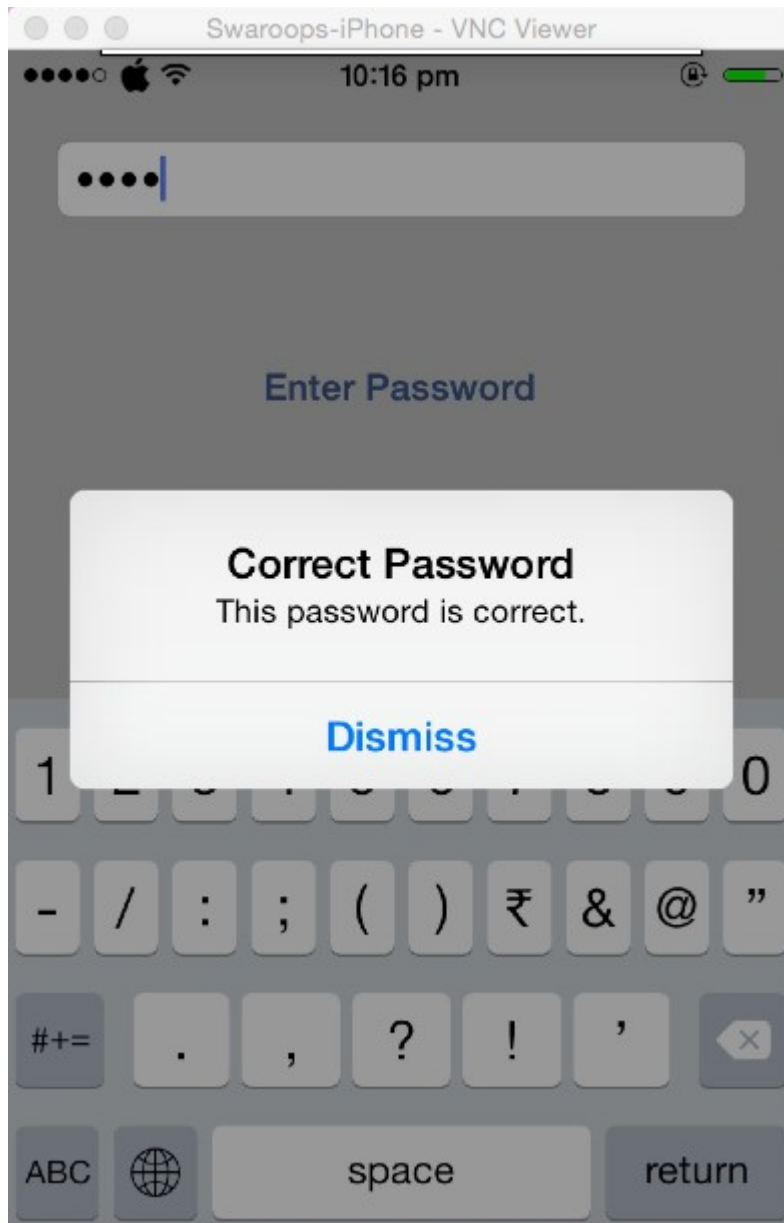 Swaroops-iPhone - VNC Viewer
10:16 pm
Enter Password
Correct Password
This password is correct.
Dismiss
1 0
- / : ; ( ) ₹ & @ ”
#+= . , ? ! ’
ABC space return